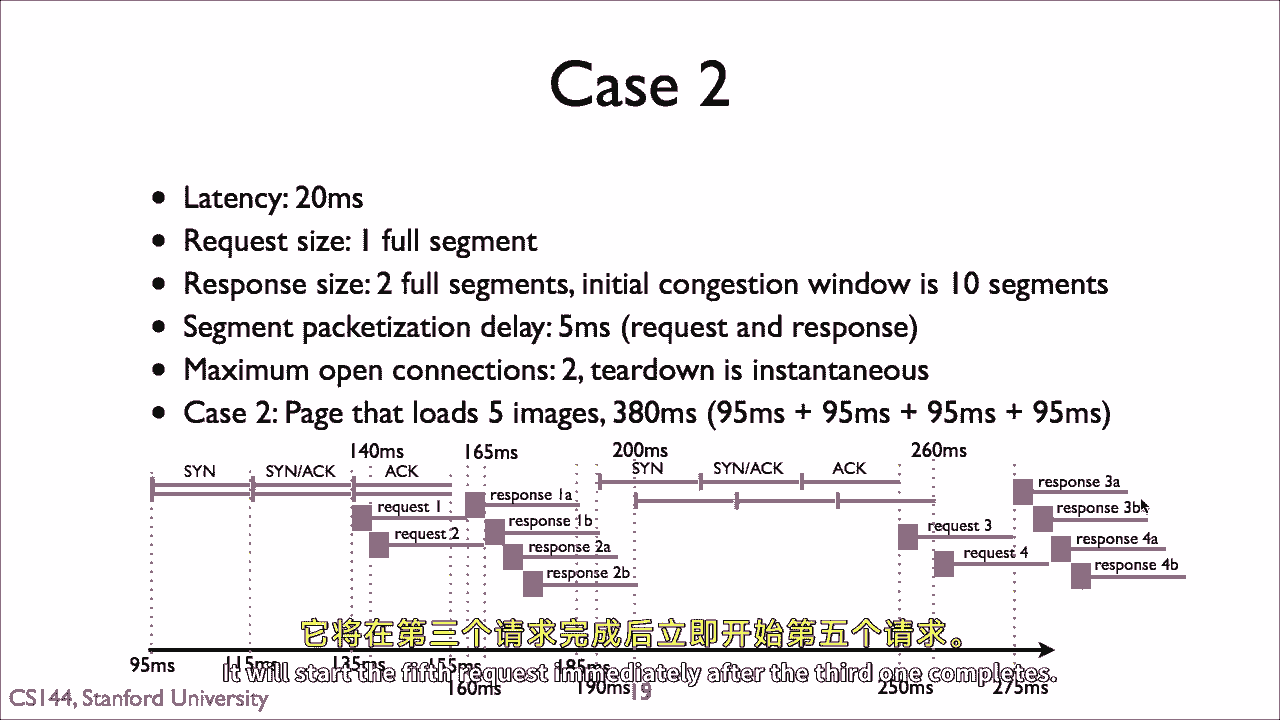 Case 2
• Latency: 20ms
• Request size: 1 full segment
• Response size: 2 full segments, initial congestion window is 10 segments
• Segment packetization delay: 5ms (request and response)
• Maximum open connections: 2, teardown is instantaneous
• Case 2: Page that loads 5 images, 380ms (95ms + 95ms + 95ms + 95ms)
140ms 165ms 200ms 260ms
SYN SYN/ACK ACK SYN SYN/ACK ACK
response 1a response 3a
request 1 response 1b request 3 response 3b
request 2 response 2a request 4 response 4a
response 2b response 4b
它将在第三个请求完成后立即开始第五个请求。
95ms 115ms 135ms 155ms 185ms
It will start the fifth request immediately after the third one completes.
160ms 190ms 250ms 275ms
CS144, Stanford University 19